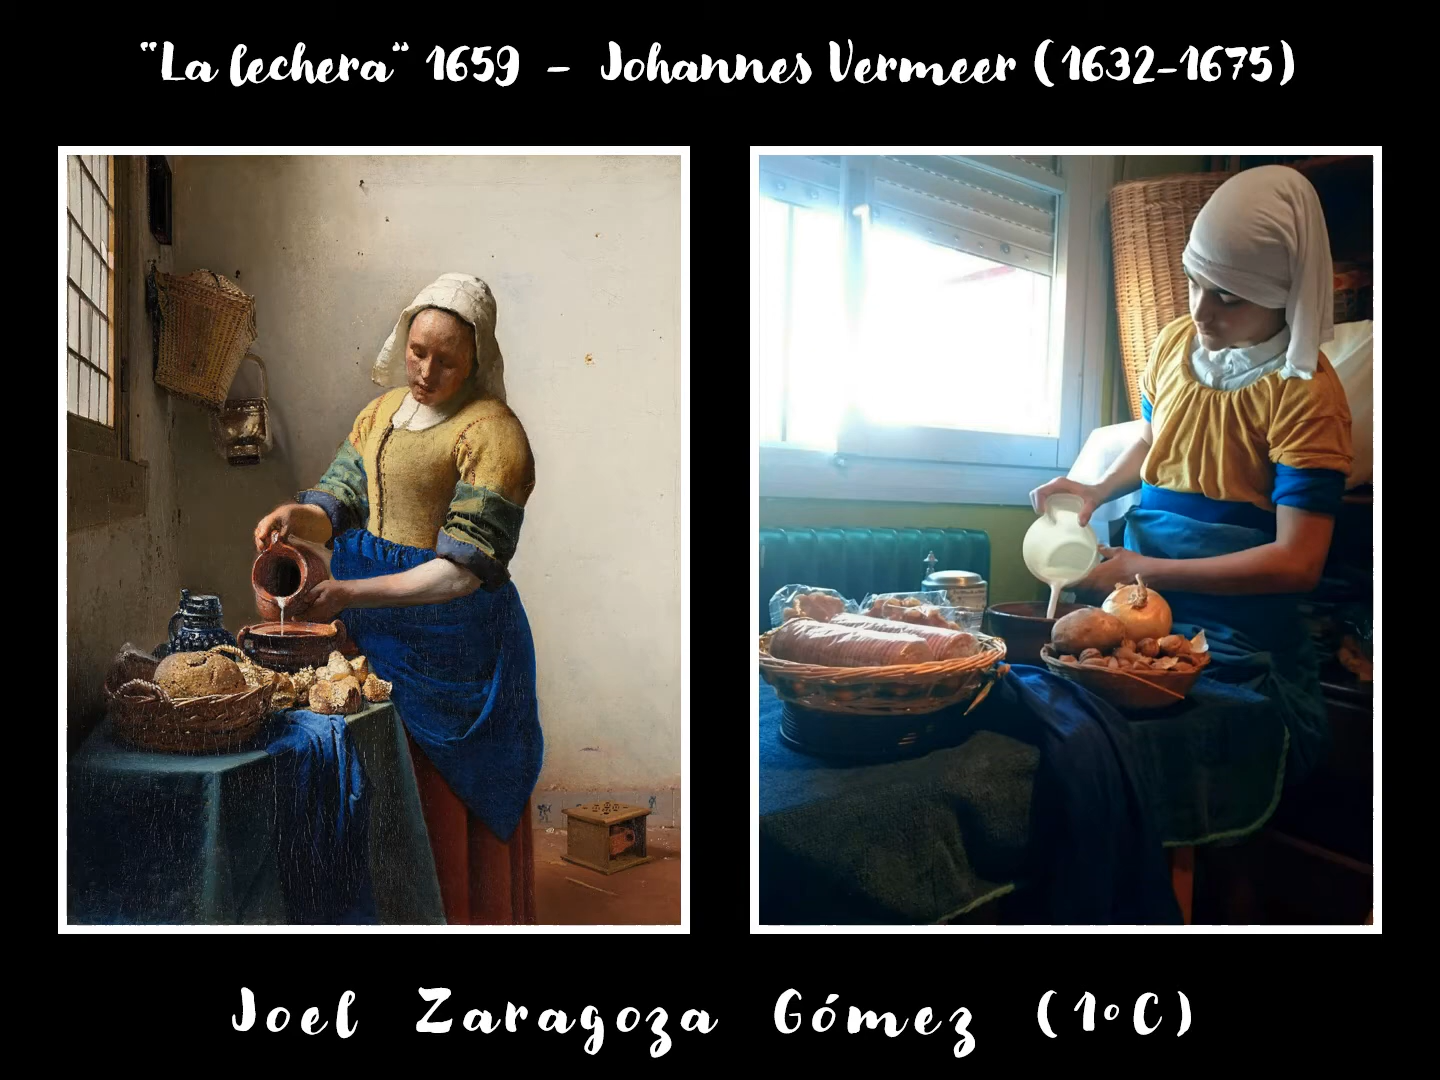 “La lechera“ 1659 - Johannes Vermeer (1632-1675)
Joel Zaragoza Gómez (1ºC)